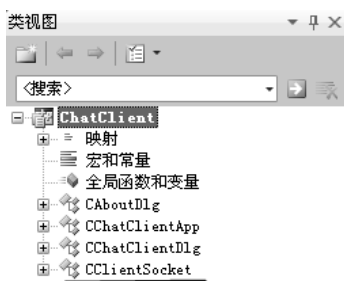 类视图
<搜索>
ChatClient
映射
宏和常量
全局函数和变量
CAboutDlg
CChatClientApp
CChatClientDlg
CClientSocket